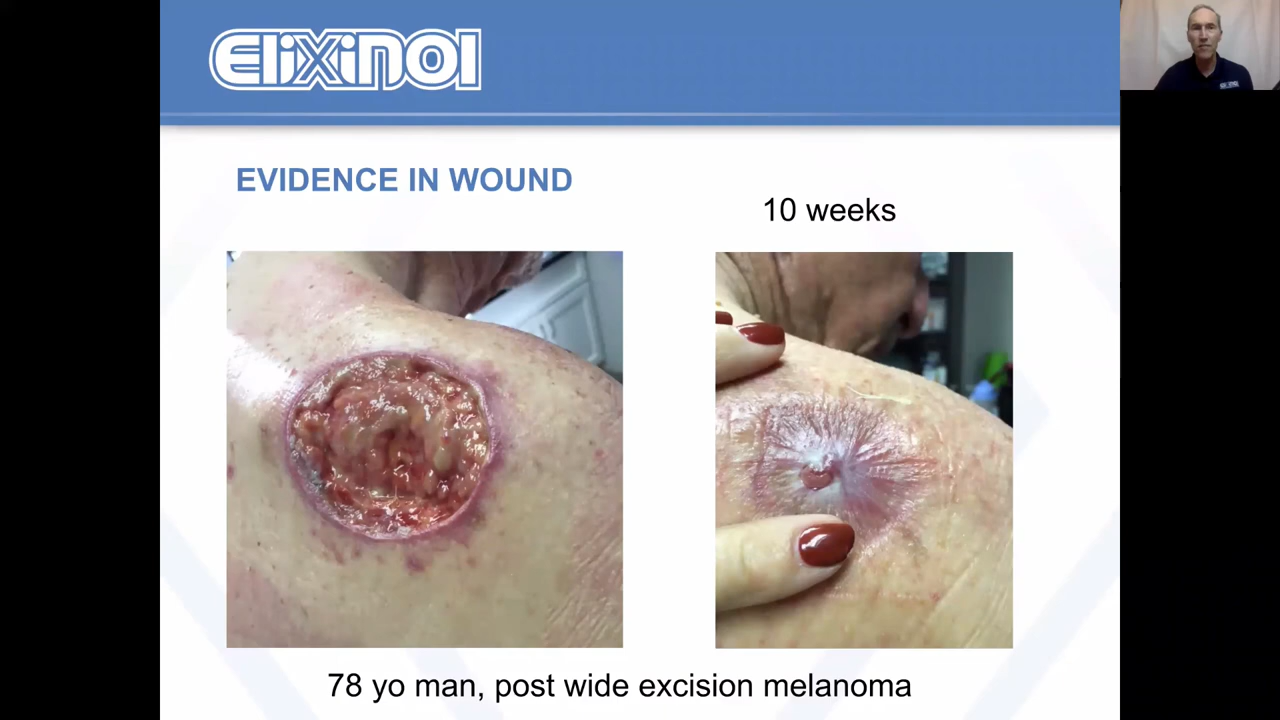 Elixinol
EVIDENCE IN WOUND
10 weeks
78 yo man, post wide excision melanoma